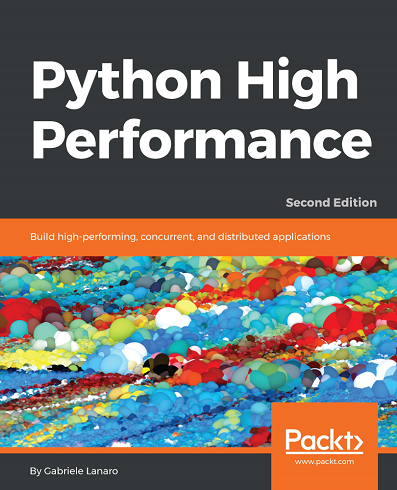 Python High
Performance
Second Edition
Build high-performing, concurrent, and distributed applications
Packt>
www.packt.com
By Gabriele Lanaro